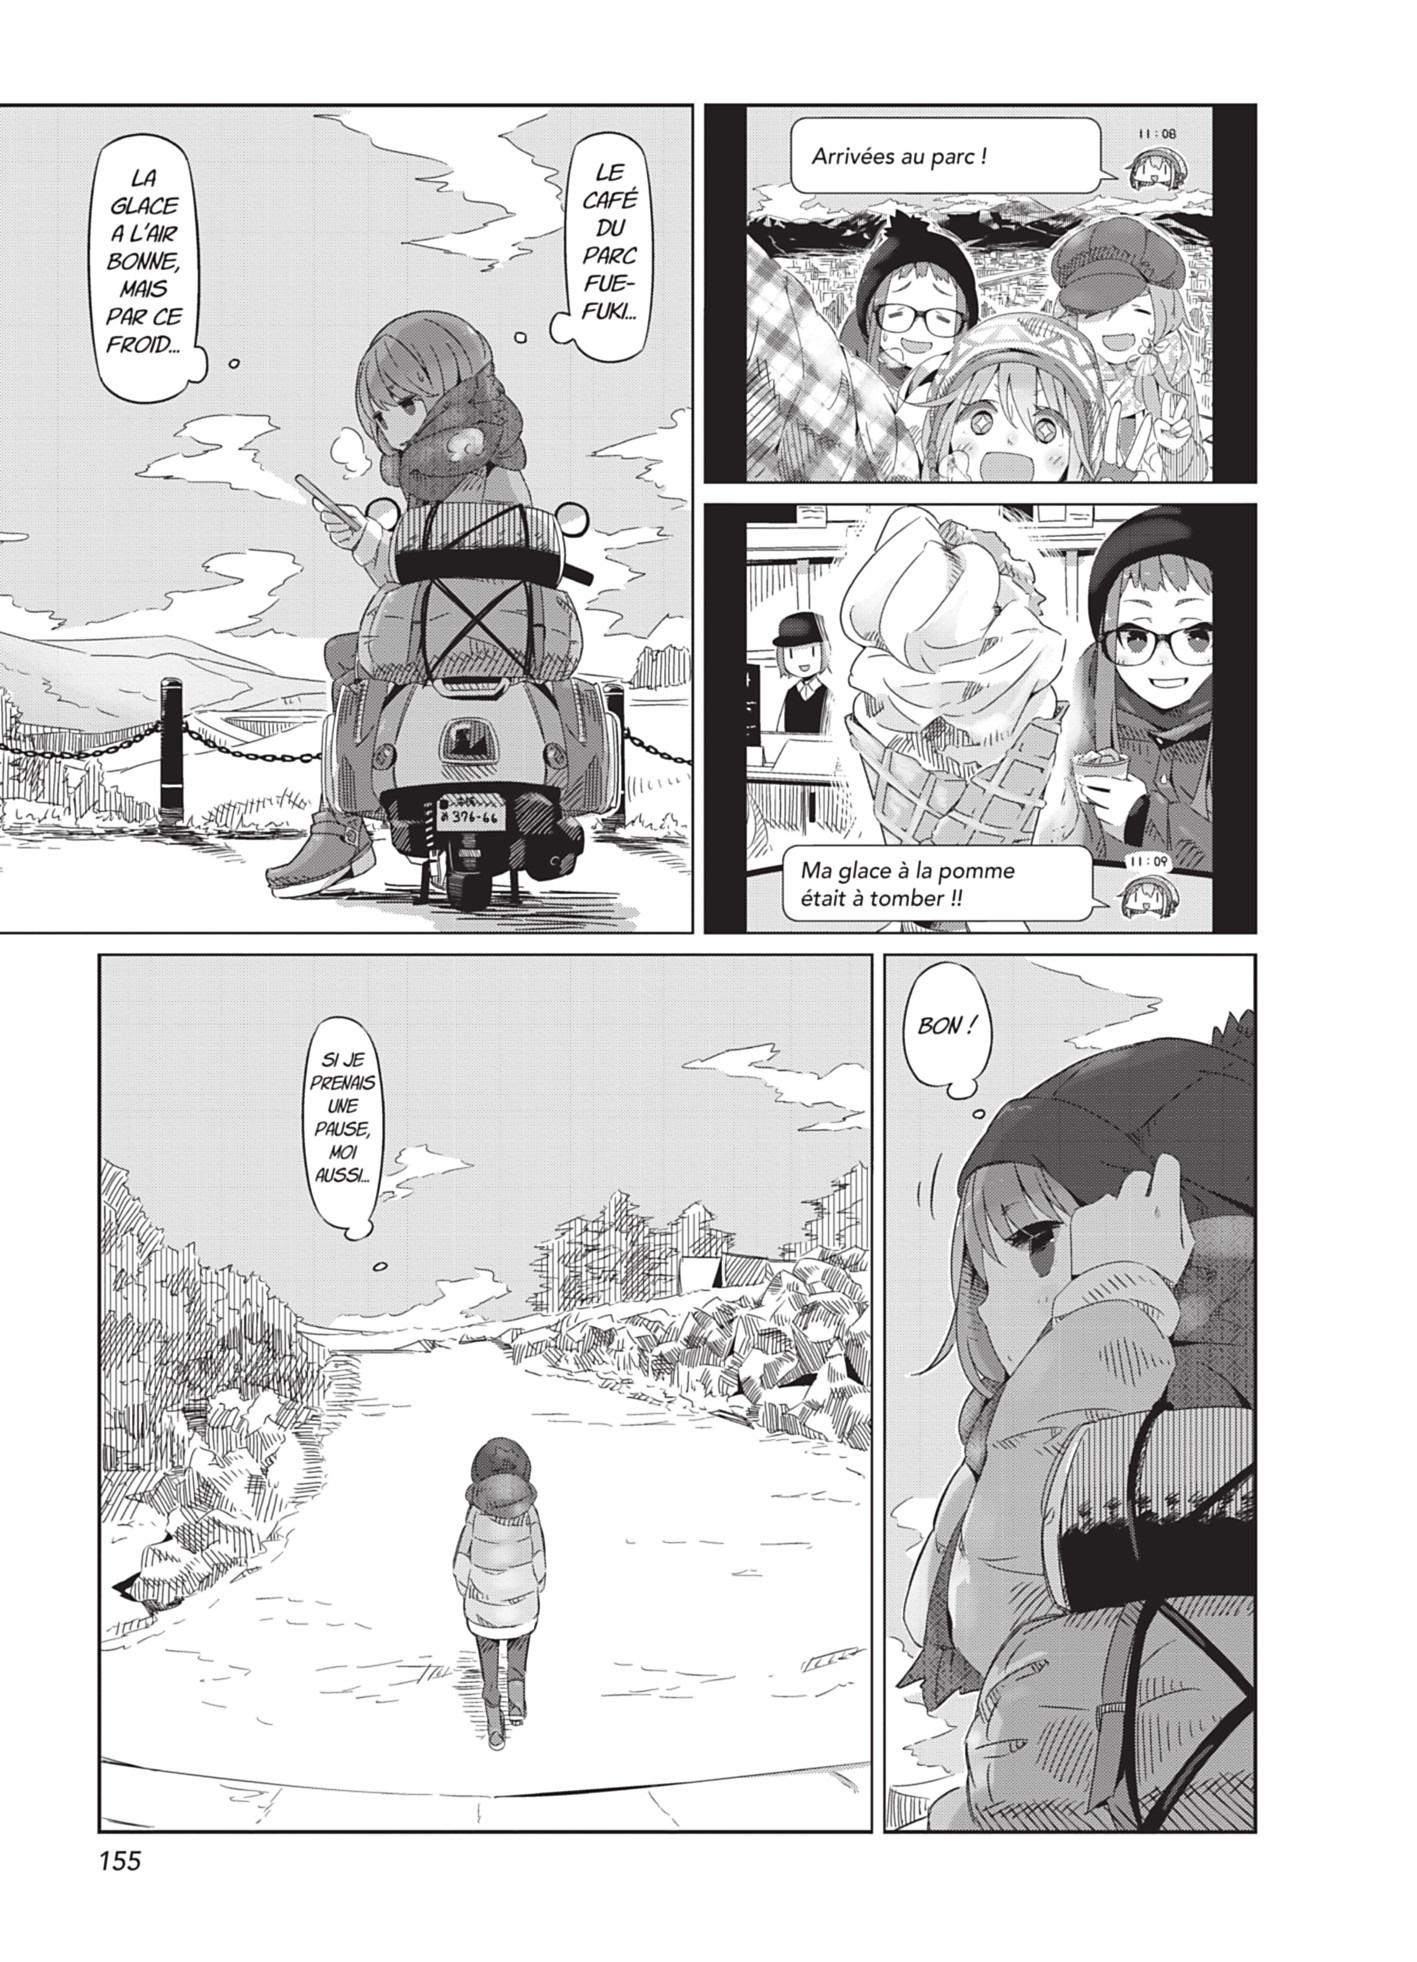 11:08
Arrivées au parc !
Ma glace à la pomme
était à tomber !!
11:09
LE
CAFÉ
DU
PARC
FUE-
FUKI...
LA
GLACE
A L'AIR
BONNE,
MAIS
PAR CE
FROID...
376-66
BON !
SI JE
PRENAIS
UNE
PAUSE,
MOI
AUSSI...
155